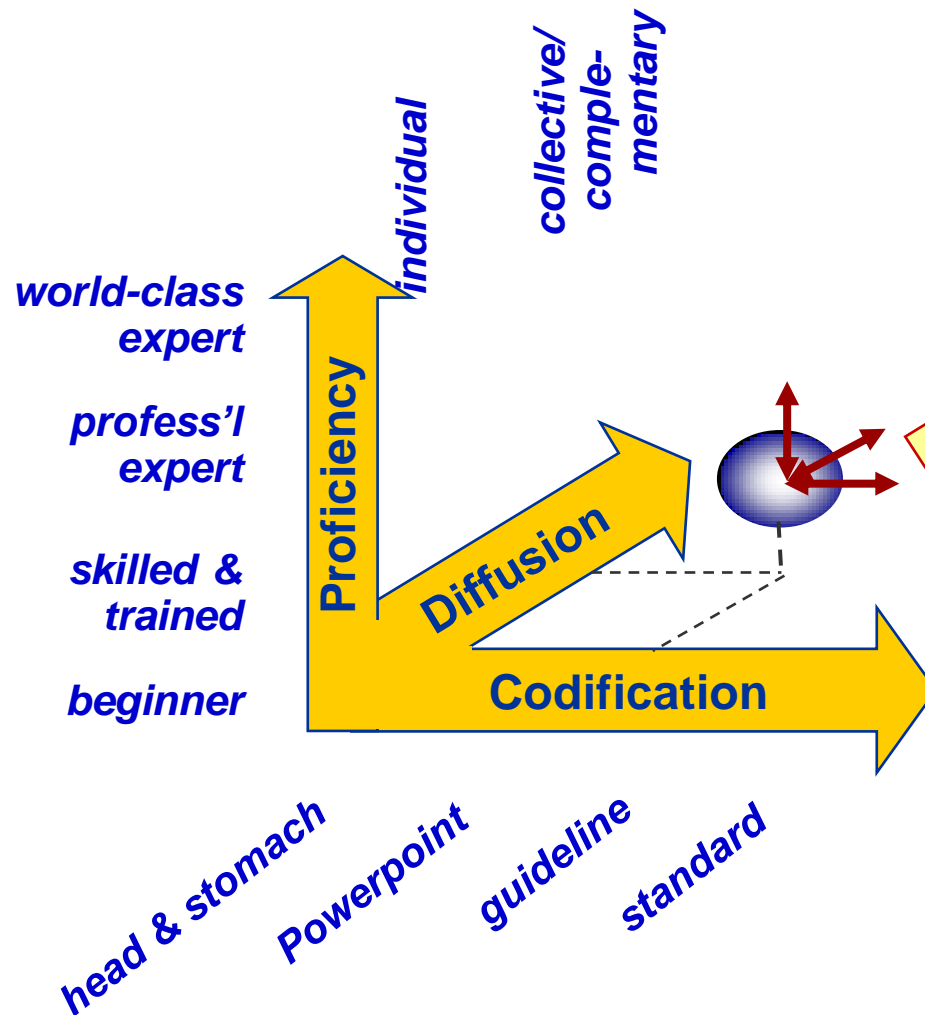 collective/
comple-
mentary
individual
world-class
expert
profess’l
expert
skilled &
trained
beginner
Proficiency
Diffusion
Codification
head & stomach
Powerpoint
guideline
standard